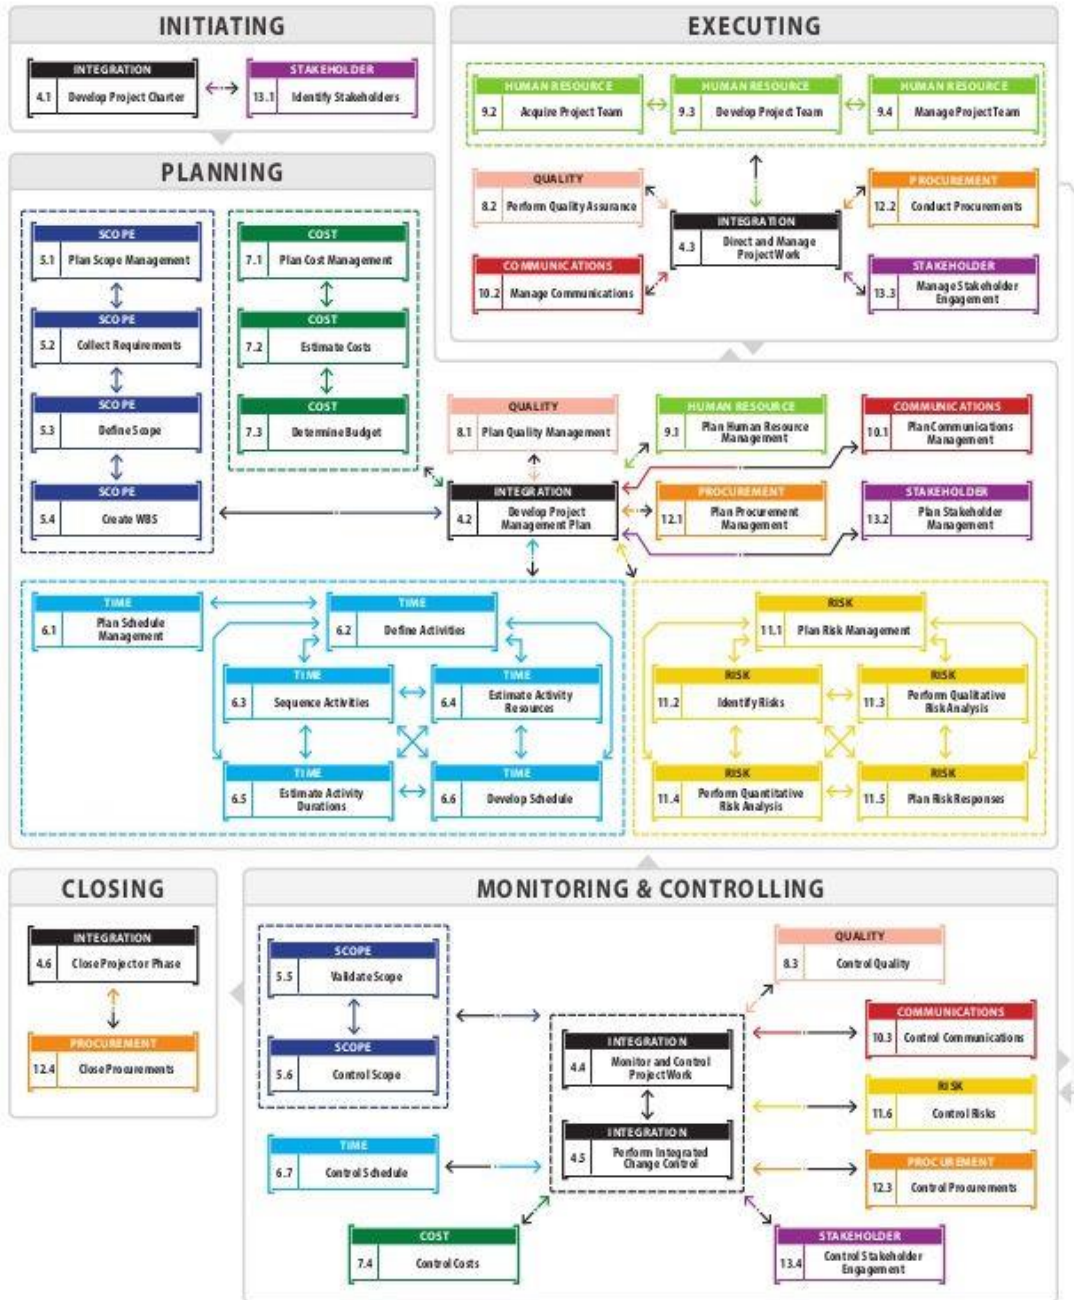 INITIATING
INTEGRATION
4.1
Develop Project Charter
STAKEHOLDER
13.1
Identify Stakeholders
EXECUTING
HUMAN RESOURCE
9.2
Acquire Project Team
HUMAN RESOURCE
9.3
Develop Project Team
HUMAN RESOURCE
9.4
Manage Project Team
QUALITY
8.2
Perform Quality Assurance
PROCUREMENT
12.2
Conduct Procurements
INTEGRATION
4.3
Direct and Manage
Project Work
COMMUNICATIONS
10.2
Manage Communications
STAKEHOLDER
13.3
Manage Stakeholder
Engagement
PLANNING
SCOPE
5.1
Plan Scope Management
SCOPE
5.2
Collect Requirements
SCOPE
5.3
Define Scope
SCOPE
5.4
Create WBS
COST
7.1
Plan Cost Management
COST
7.2
Estimate Costs
COST
7.3
Determine Budget
QUALITY
8.1
Plan Quality Management
HUMAN RESOURCE
9.1
Plan Human Resource
Management
COMMUNICATIONS
10.1
Plan Communications
Management
INTEGRATION
4.2
Develop Project
Management Plan
PROCUREMENT
12.1
Plan Procurement
Management
STAKEHOLDER
13.2
Plan Stakeholder
Management
TIME
6.1
Plan Schedule
Management
TIME
6.2
Define Activities
TIME
6.3
Sequence Activities
TIME
6.4
Estimate Activity
Resources
TIME
6.5
Estimate Activity
Durations
TIME
6.6
Develop Schedule
RISK
11.1
Plan Risk Management
RISK
11.2
Identify Risks
RISK
11.3
Perform Qualitative
Risk Analysis
RISK
11.4
Perform Quantitative
Risk Analysis
RISK
11.5
Plan Risk Responses
CLOSING
INTEGRATION
4.6
Close Project or Phase
PROCUREMENT
12.4
Close Procurements
MONITORING & CONTROLLING
SCOPE
5.5
Validate Scope
SCOPE
5.6
Control Scope
TIME
6.7
Control Schedule
COST
7.4
Control Costs
INTEGRATION
4.4
Monitor and Control
Project Work
INTEGRATION
4.5
Perform Integrated
Change Control
QUALITY
8.3
Control Quality
COMMUNICATIONS
10.3
Control Communications
RISK
11.6
Control Risks
PROCUREMENT
12.3
Control Procurements
STAKEHOLDER
13.4
Control Stakeholder
Engagement